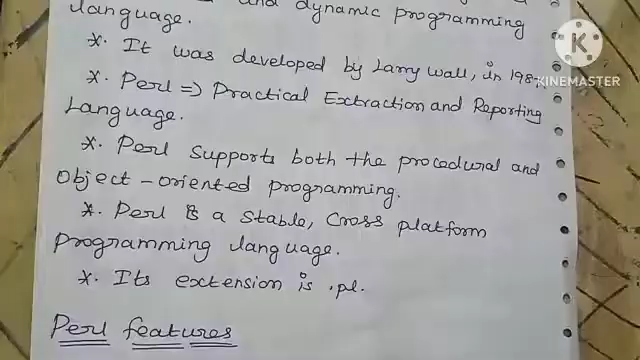 and dynamic programming
language.
*. It was developed by Larry Wall, in 198
*. Perl => Practical Extraction and Reporting
Language.
*. Perl supports both the procedural and
Object-oriented programming.
*. Perl is a stable, cross platform
programming language.
*. Its extension is .pl.
Perl features
K
KINEMASTER